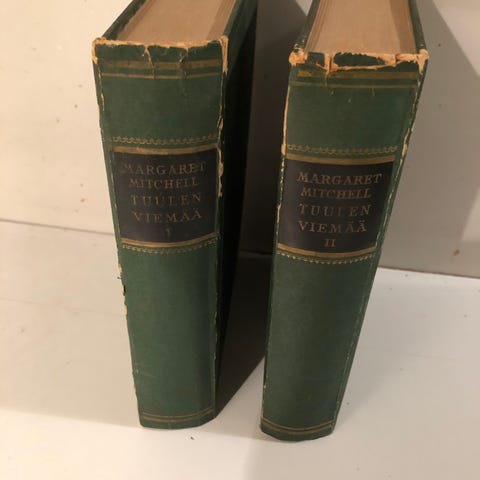 MARGARET
MITCHELL
TUULEN
VIEMÄÄ
I
MARGARET
MITCHELL
TUULEN
VIEMÄÄ
II